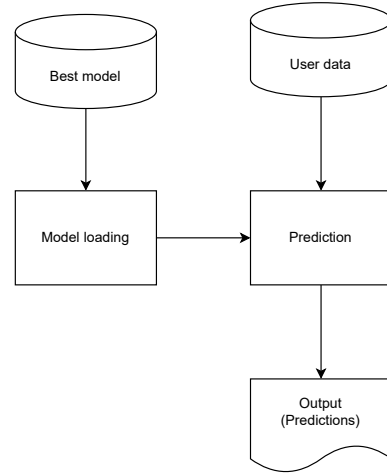 Best model
User data
Model loading
Prediction
Output
(Predictions)